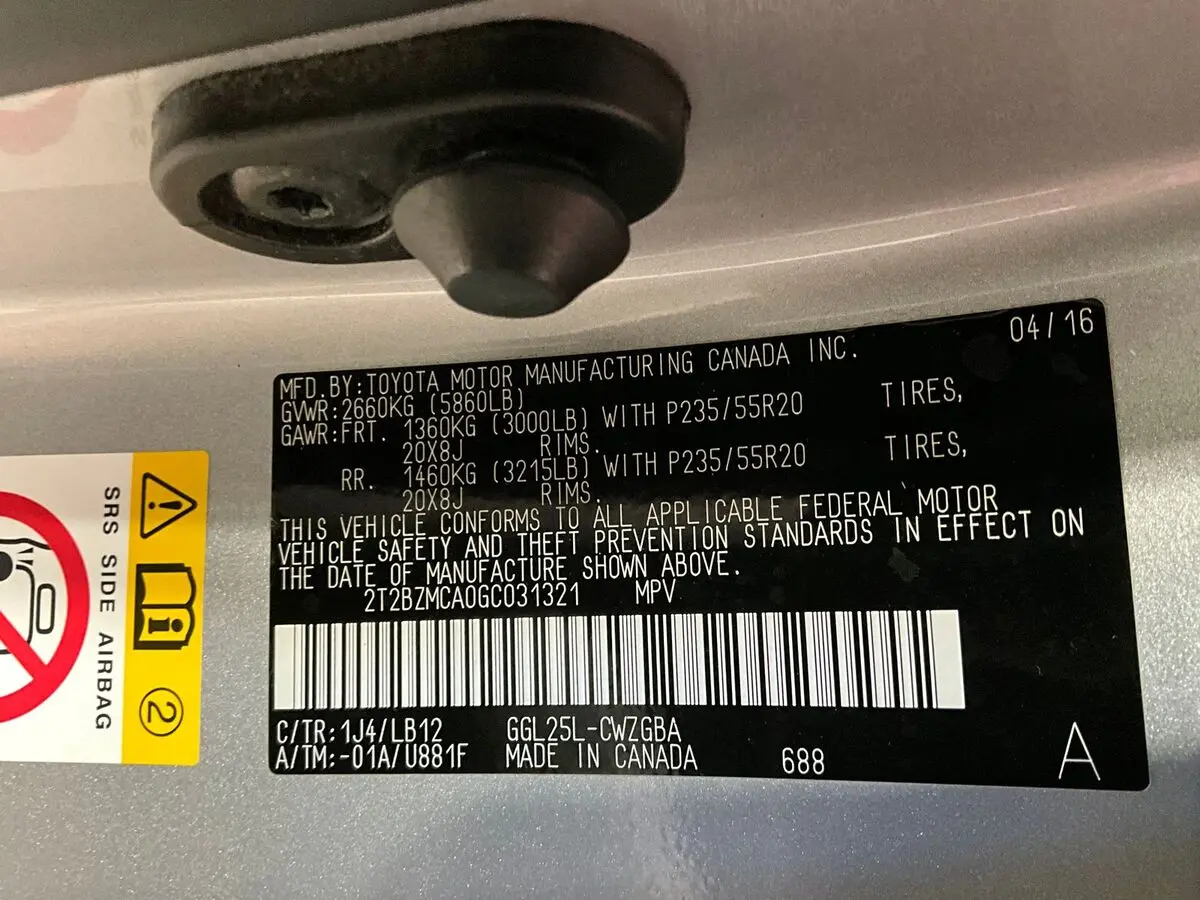 04/16
MFD.BY:TOYOTA MOTOR MANUFACTURING CANADA INC.
GVWR:2660KG (5860LB)
GAWR:FRT. 1360KG (3000LB) WITH P235/55R20 TIRES,
20X8J RIMS.
RR. 1460KG (3215LB) WITH P235/55R20 TIRES,
20X8J RIMS.
THIS VEHICLE CONFORMS TO ALL APPLICABLE FEDERAL MOTOR
VEHICLE SAFETY AND THEFT PREVENTION STANDARDS IN EFFECT ON
THE DATE OF MANUFACTURE SHOWN ABOVE.
2T2BZMCA0GC031321 MPV
C/TR:1J4/LB12 GGL25L-CWZGBA
A/TM:-01A/U881F MADE IN CANADA 688 A
SRS SIDE AIRBAG
2